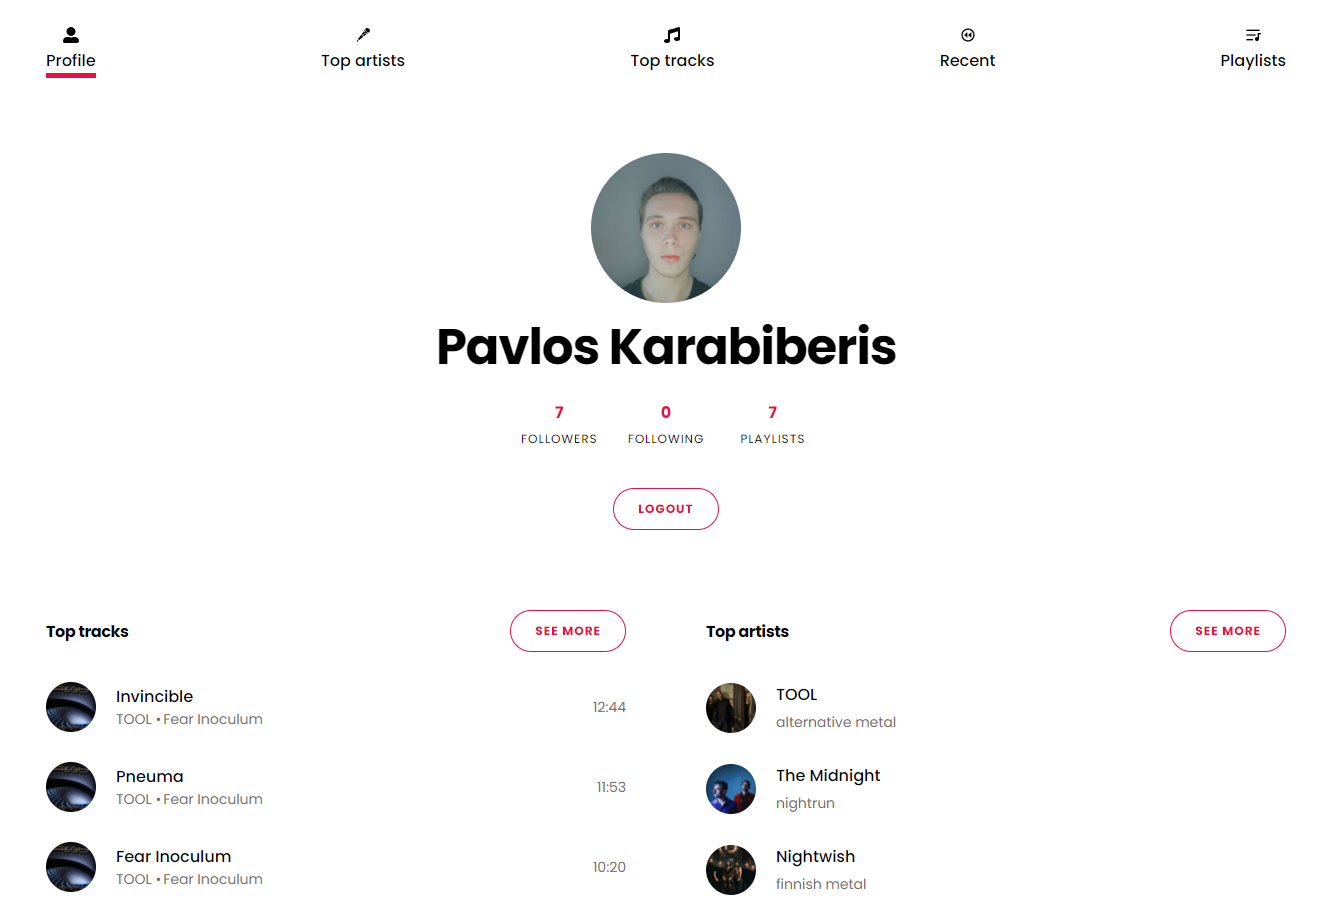 Profile
Top artists
Top tracks
Recent
Playlists
Pavlos Karabiberis
7
FOLLOWERS
0
FOLLOWING
7
PLAYLISTS
LOGOUT
Top tracks
SEE MORE
Invincible
TOOL • Fear Inoculum
12:44
Pneuma
TOOL • Fear Inoculum
11:53
Fear Inoculum
TOOL • Fear Inoculum
10:20
Top artists
SEE MORE
TOOL
alternative metal
The Midnight
nightrun
Nightwish
finnish metal